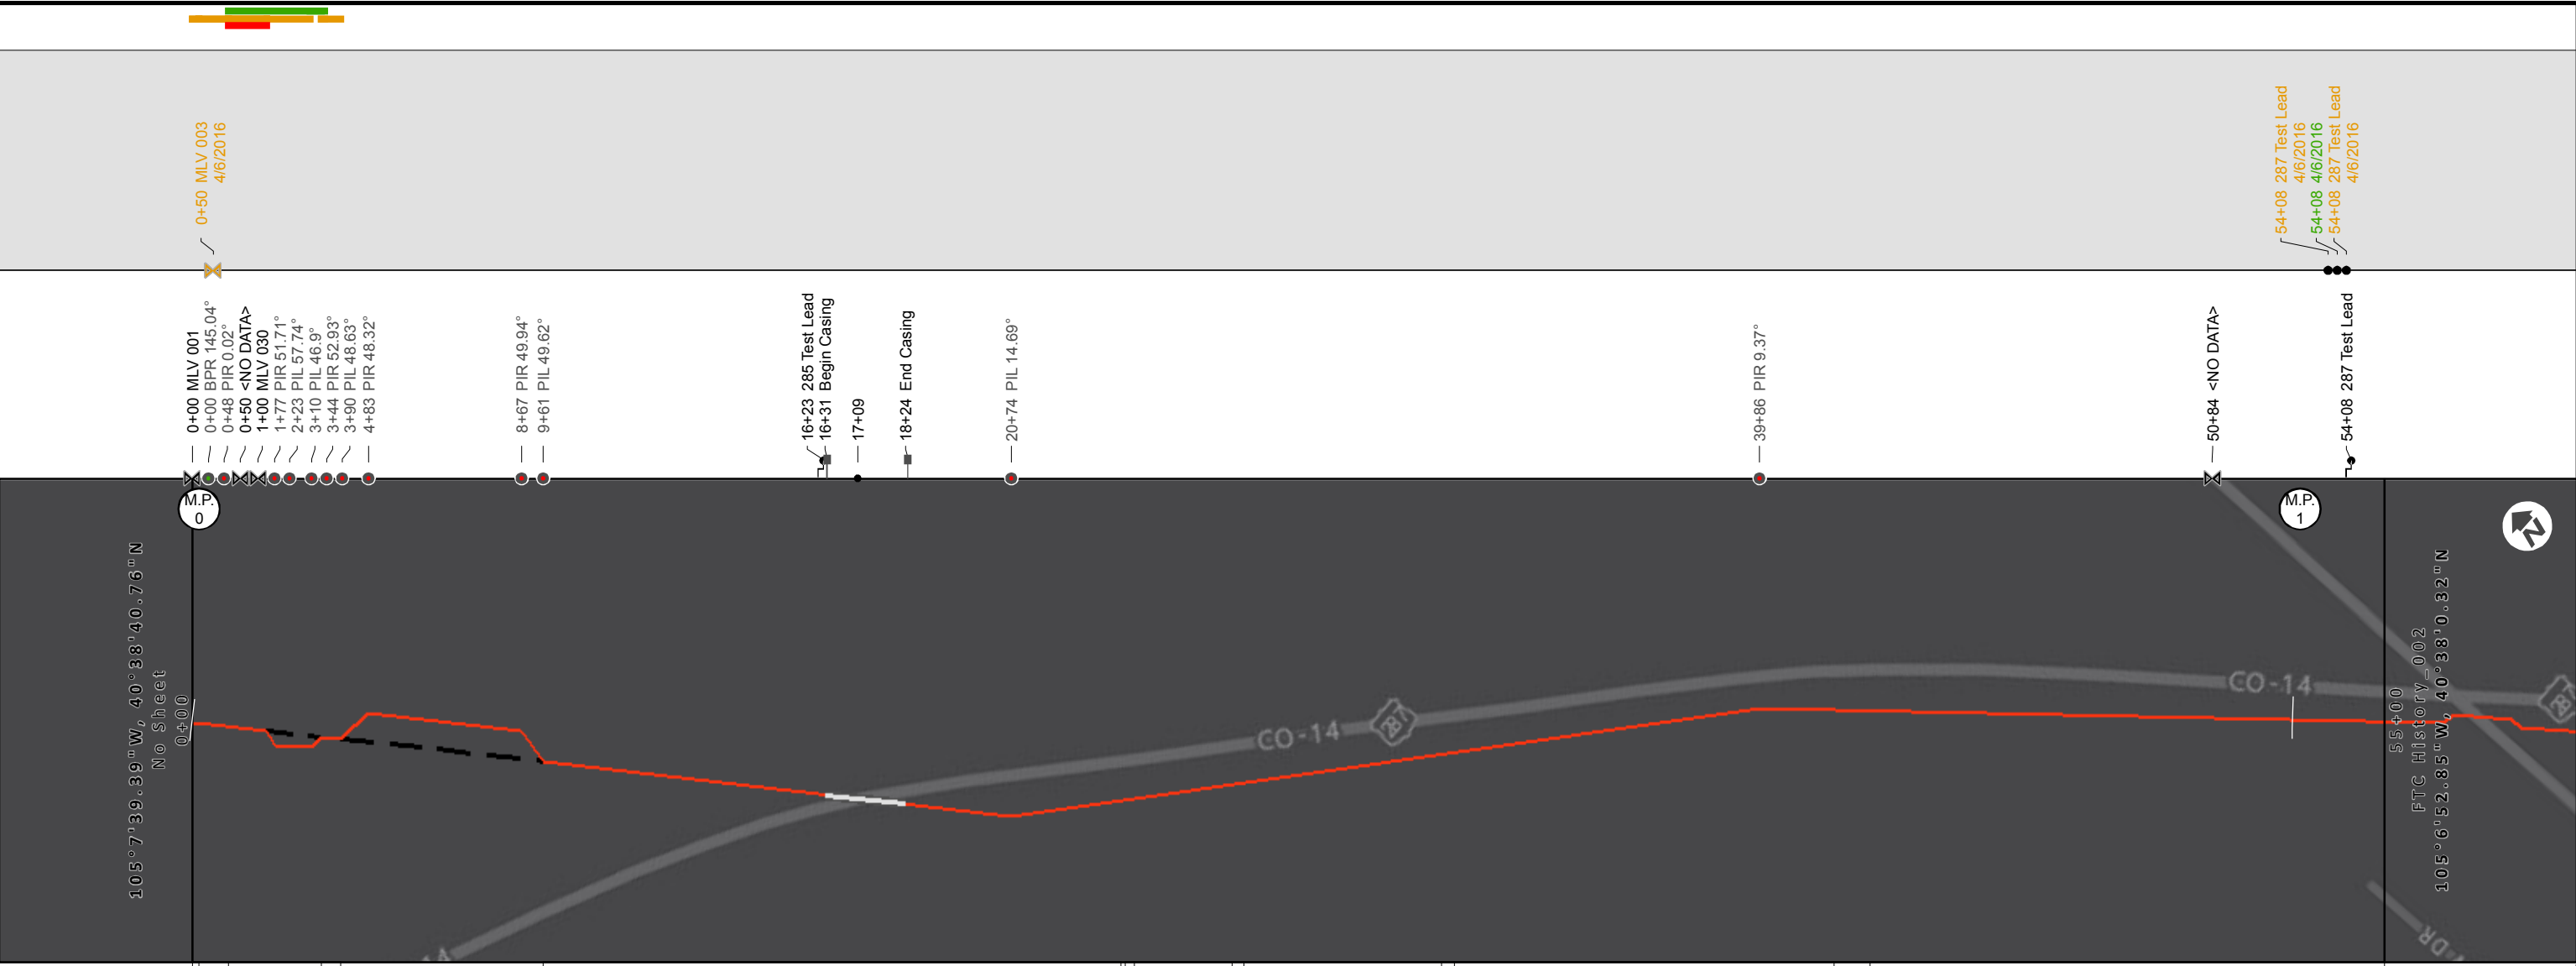 0+50 MLV 003
4/6/2016
54+08 287 Test Lead
4/6/2016
54+08 4/6/2016
54+08 287 Test Lead
4/6/2016
0+00 MLV 001
0+00 BPR 145.04°
0+48 PIR 0.02°
0+50 <NO DATA>
1+00 MLV 030
1+77 PIR 51.71°
2+23 PIL 57.74°
3+10 PIL 46.9°
3+44 PIR 52.93°
3+90 PIL 48.63°
4+83 PIR 48.32°
8+67 PIR 49.94°
9+61 PIL 49.62°
16+23 285 Test Lead
16+31 Begin Casing
17+09
18+24 End Casing
20+74 PIL 14.69°
39+86 PIR 9.37°
50+84 <NO DATA>
54+08 287 Test Lead
M.P.
0
M.P.
1
N
105°7'39.39"W, 40°38'40.76"N
No Sheet
0+00
14
CO-14
287
CO-14
28
55+00
FTC History_002
105°6'52.85"W, 40°38'0.32"N
DR